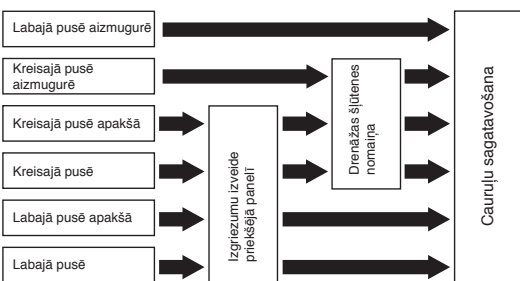 Labajā pusē aizmugurē
Kreisajā pusē
aizmugurē
Kreisajā pusē apakšā
Kreisajā pusē
Labajā pusē apakšā
Labajā pusē
Izgriezumu izveide
priekšējā panelī
Drenāžas šļūtenes
nomaiņa
Cauruļu sagatavošana